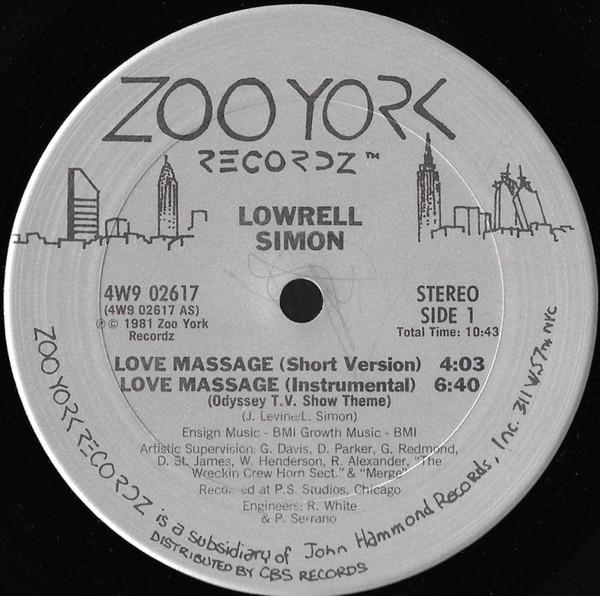 ZOO YORK
RECORDZ™
LOWRELL
SIMON
4W9 02617
(4W9 02617 AS)
℗ © 1981 Zoo York
Recordz
STEREO
SIDE 1
Total Time: 10:43
LOVE MASSAGE (Short Version) 4:03
LOVE MASSAGE (Instrumental) 6:40
(Odyssey T.V. Show Theme)
(J. Levine/L. Simon)
Ensign Music - BMI Growth Music - BMI
Artistic Supervision: G. Davis, D. Parker, G. Redmond,
D. St. James, W. Henderson, R. Alexander, "The
Wreckin Crew Horn Sect." & "Merge"
Recorded at P.S. Studios, Chicago
Engineers: R. White
& P. Serrano
ZOO YORK RECORDZ is a subsidiary of John Hammond Records, Inc. 311 W. 57TH NYC
DISTRIBUTED BY CBS RECORDS